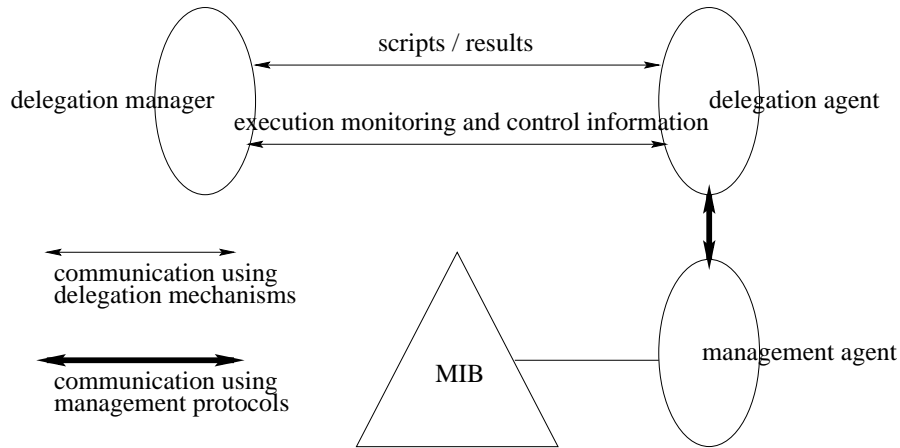 scripts / results
delegation manager
delegation agent
execution monitoring and control information
communication using
delegation mechanisms
management agent
MIB
communication using
management protocols